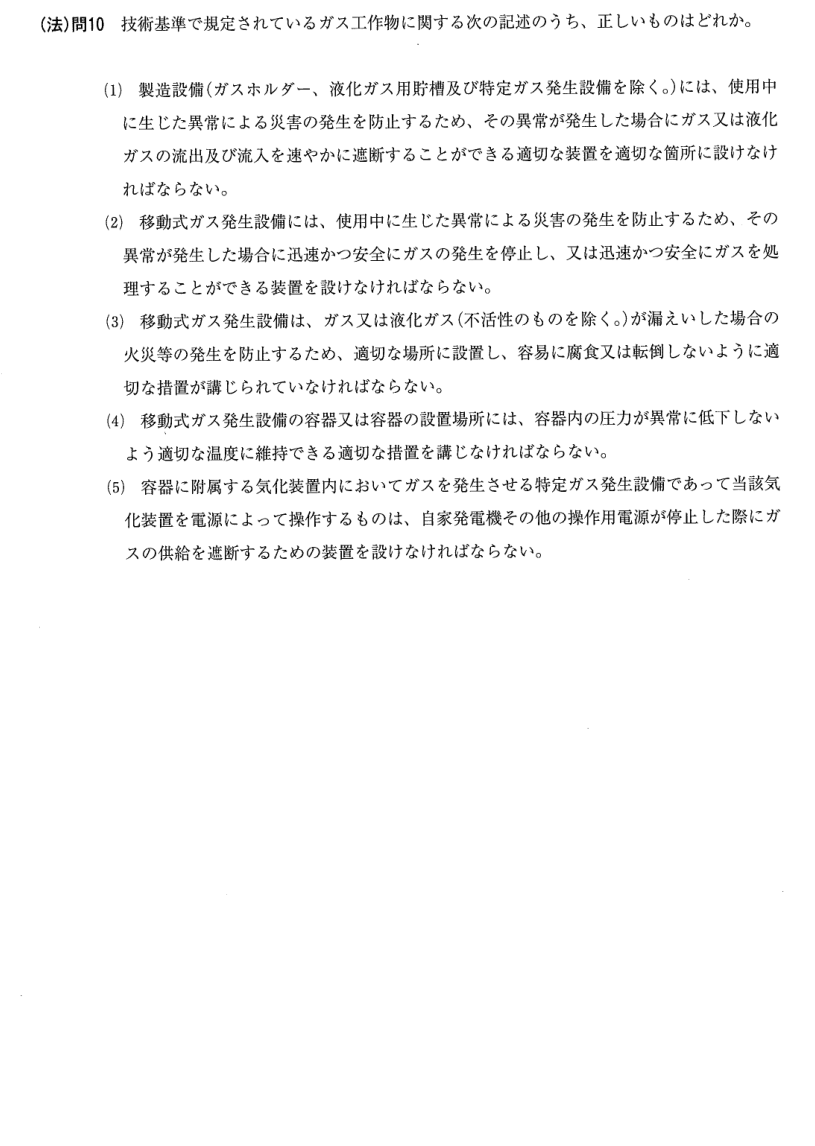 (法)問10 技術基準で規定されているガス工作物に関する次の記述のうち、正しいものはどれか。
(1) 製造設備(ガスホルダー、液化ガス用貯槽及び特定ガス発生設備を除く。)には、使用中
に生じた異常による災害の発生を防止するため、その異常が発生した場合にガス又は液化
ガスの流出及び流入を速やかに遮断することができる適切な装置を適切な箇所に設けなけ
ればならない。
(2) 移動式ガス発生設備には、使用中に生じた異常による災害の発生を防止するため、その
異常が発生した場合に迅速かつ安全にガスの発生を停止し、又は迅速かつ安全にガスを処
理することができる装置を設けなければならない。
(3) 移動式ガス発生設備は、ガス又は液化ガス(不活性のものを除く。)が漏えいした場合の
火災等の発生を防止するため、適切な場所に設置し、容易に腐食又は転倒しないように適
切な措置が講じられていなければならない。
(4) 移動式ガス発生設備の容器又は容器の設置場所には、容器内の圧力が異常に低下しない
よう適切な温度に維持できる適切な措置を講じなければならない。
(5) 容器に附属する気化装置内においてガスを発生させる特定ガス発生設備であって当該気
化装置を電源によって操作するものは、自家発電機その他の操作用電源が停止した際にガ
スの供給を遮断するための装置を設けなければならない。